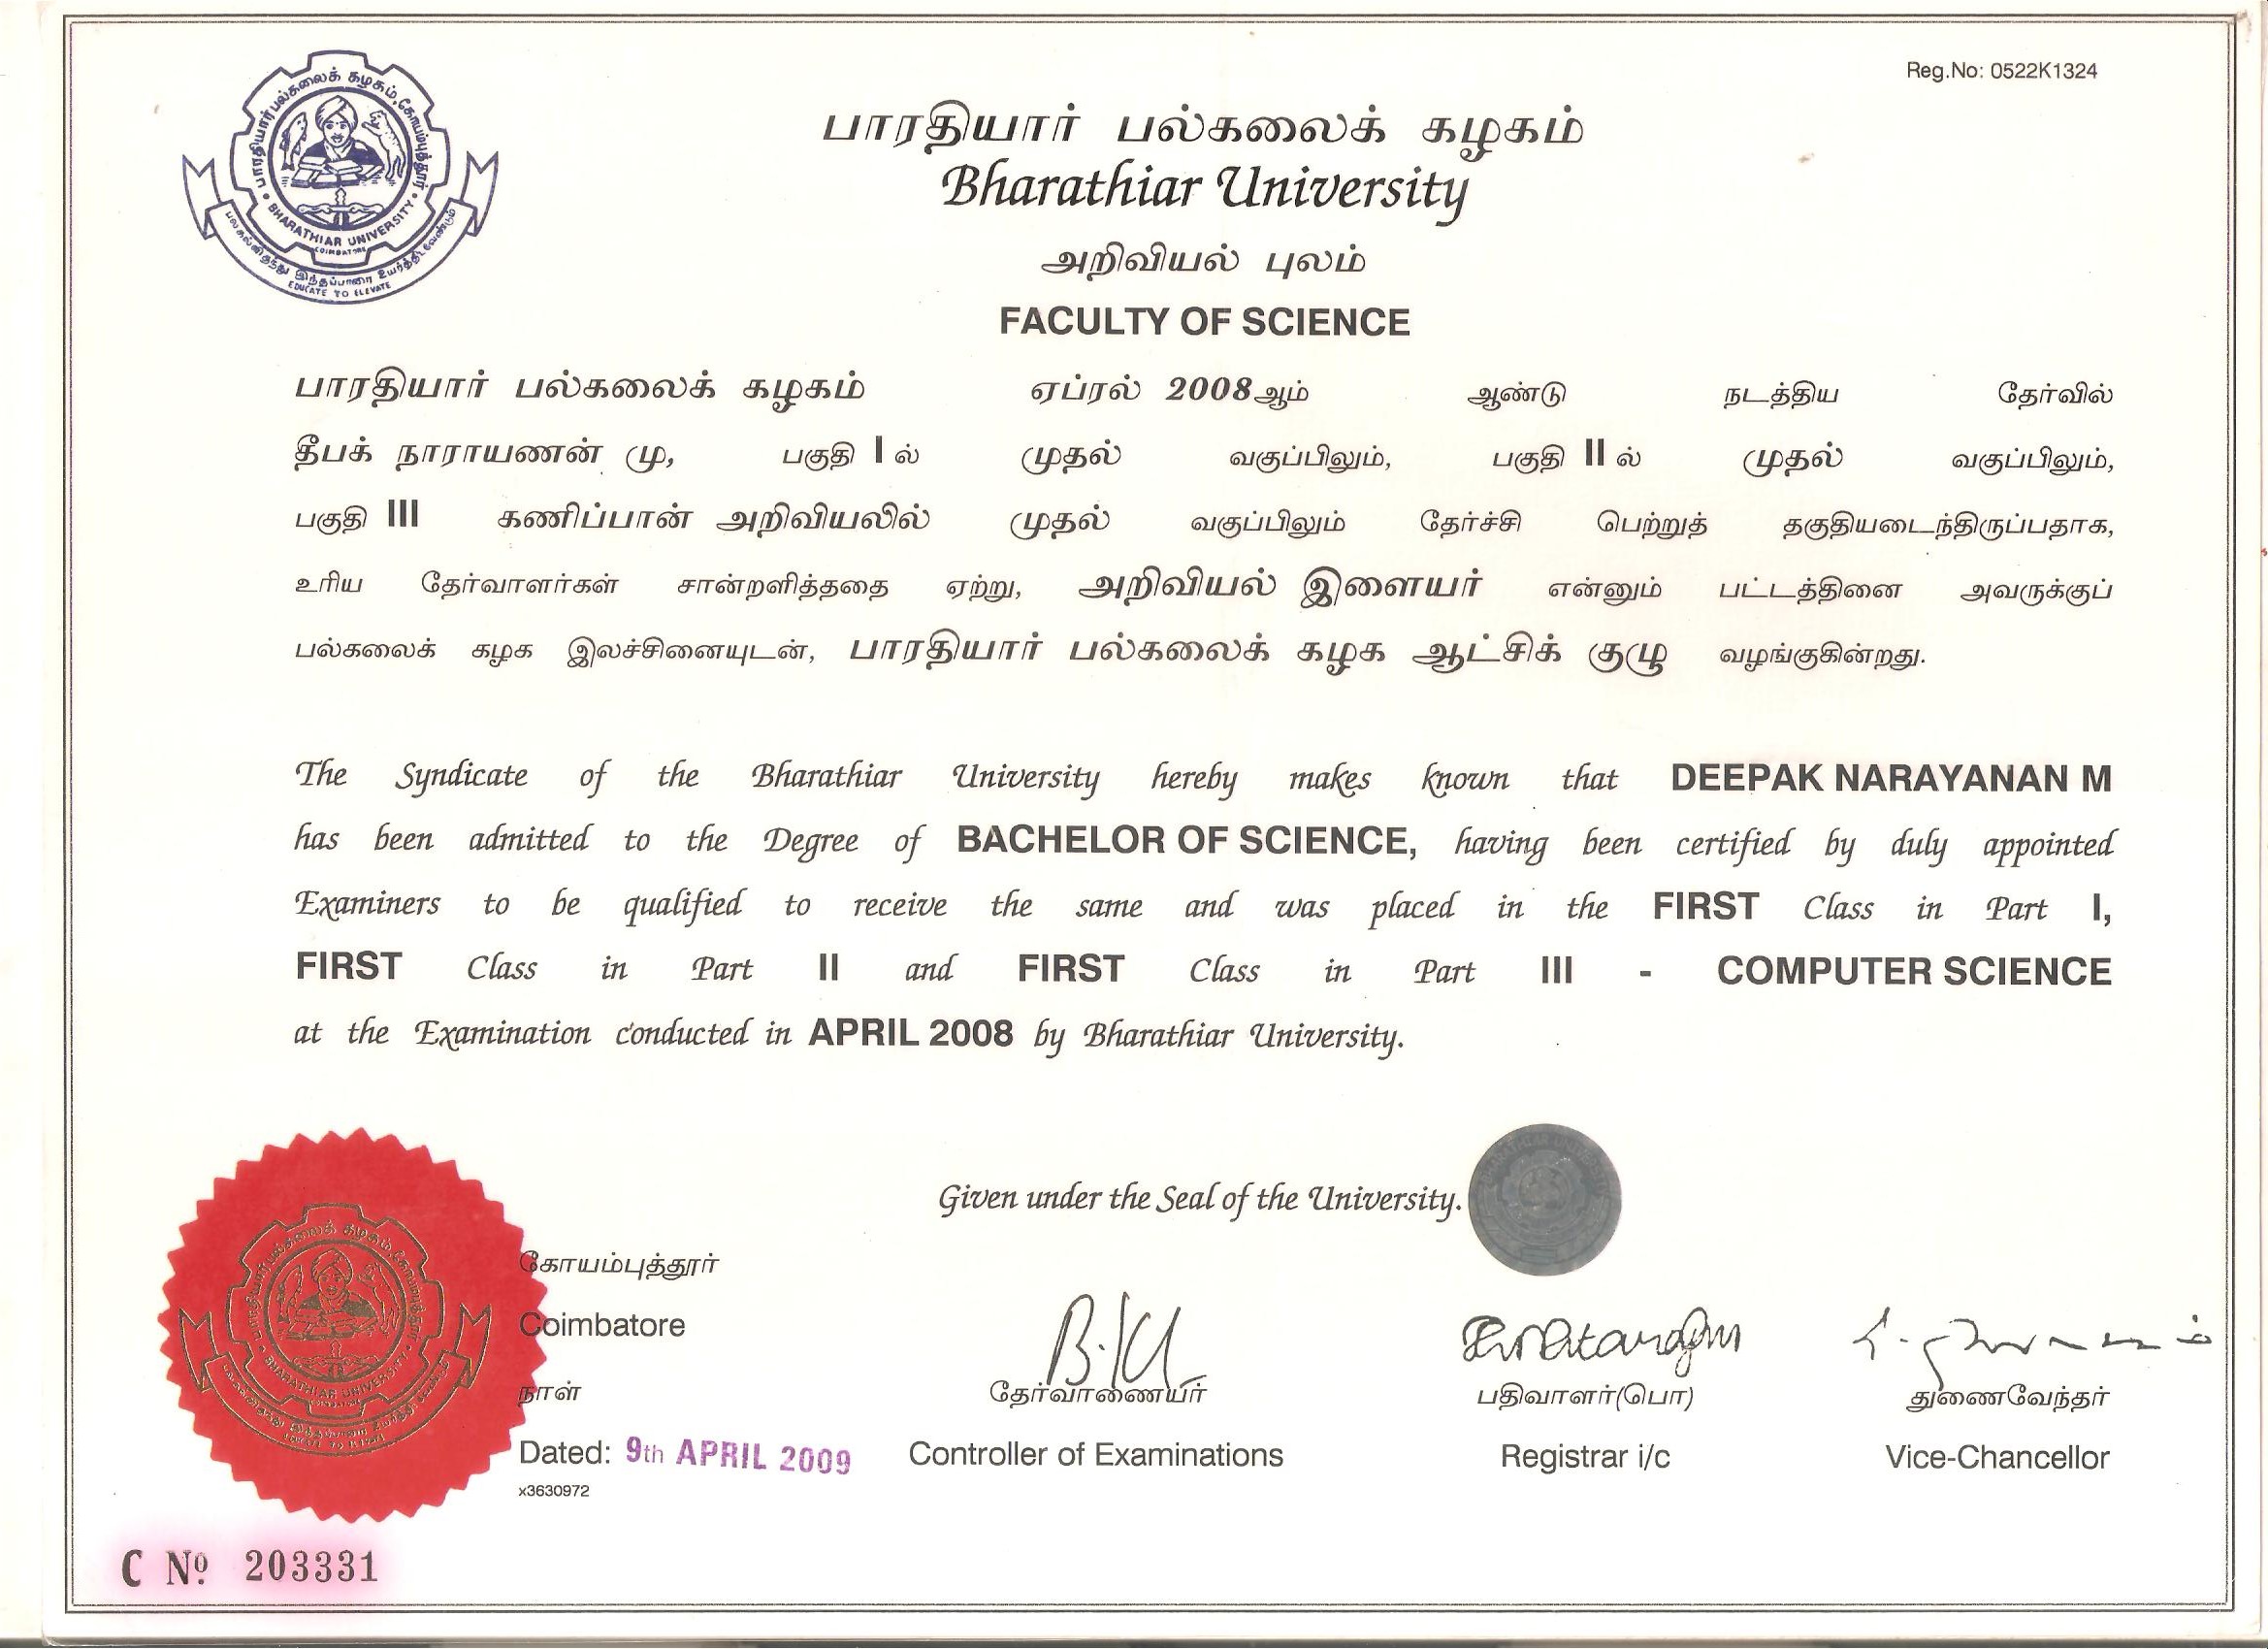 Reg.No: 0522K1324
பாரதியார் பல்கலைக் கழகம், கோயம்புத்தூர்
BHARATHIAR UNIVERSITY
COIMBATORE
EDUCATE TO ELEVATE
பாரதியார் பல்கலைக் கழகம்
Bharathiar University
அறிவியல் புலம்
FACULTY OF SCIENCE
பாரதியார் பல்கலைக் கழகம் ஏப்ரல் 2008ஆம் ஆண்டு நடத்திய தேர்வில்
தீபக் நாராயணன் மு, பகுதி I ல் முதல் வகுப்பிலும், பகுதி II ல் முதல் வகுப்பிலும்,
பகுதி III கணிப்பான் அறிவியலில் முதல் வகுப்பிலும் தேர்ச்சி பெற்றுத் தகுதியடைந்திருப்பதாக,
உரிய தேர்வாளர்கள் சான்றளித்ததை ஏற்று, அறிவியல் இளையர் என்னும் பட்டத்தினை அவருக்குப்
பல்கலைக் கழக இலச்சினையுடன், பாரதியார் பல்கலைக் கழக ஆட்சிக் குழு வழங்குகின்றது.
The Syndicate of the Bharathiar University hereby makes known that DEEPAK NARAYANAN M
has been admitted to the Degree of BACHELOR OF SCIENCE, having been certified by duly appointed
Examiners to be qualified to receive the same and was placed in the FIRST Class in Part I,
FIRST Class in Part II and FIRST Class in Part III - COMPUTER SCIENCE
at the Examination conducted in APRIL 2008 by Bharathiar University.
Given under the Seal of the University.
கோயம்புத்தூர்
Coimbatore
நாள்
Dated: 9th APRIL 2009
x3630972
தேர்வாணையர்
Controller of Examinations
பதிவாளர்(பொ)
Registrar i/c
துணைவேந்தர்
Vice-Chancellor
BHARATHIAR UNIVERSITY
C No 203331